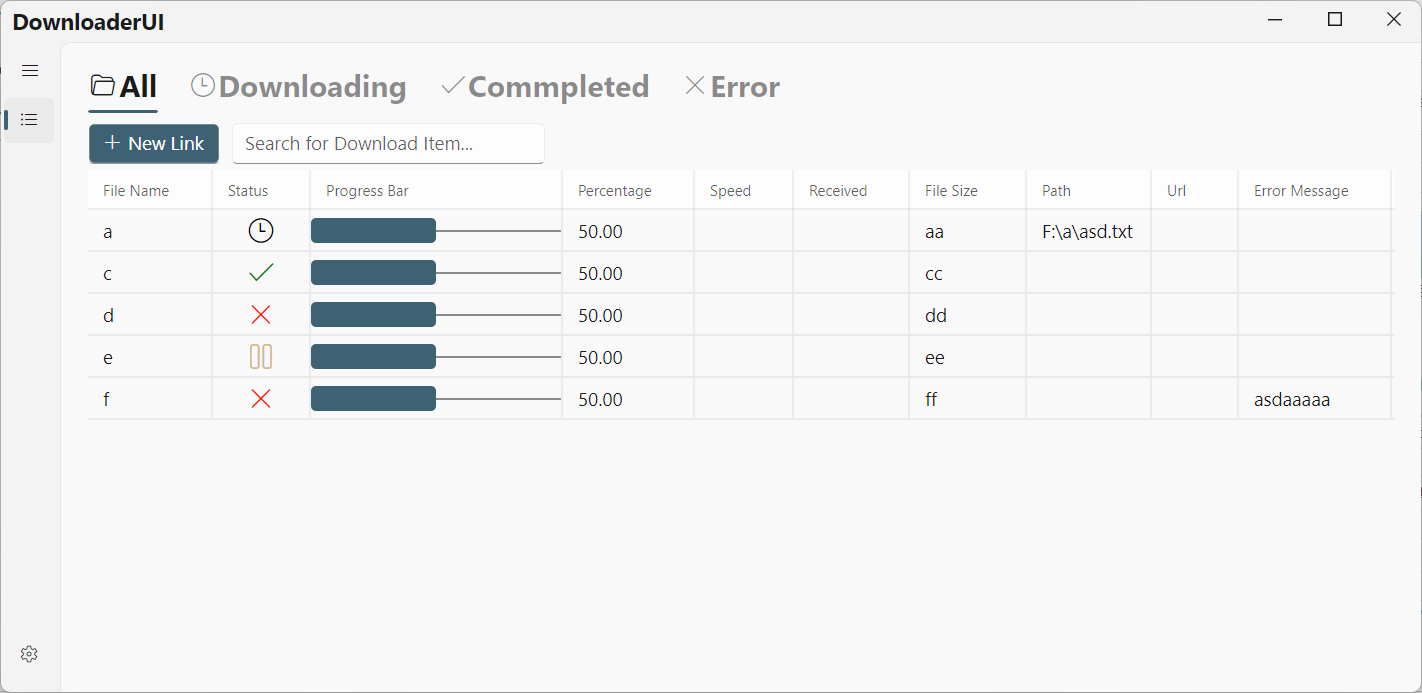 DownloaderUI
All Downloading Commpleted Error
New Link Search for Download Item...
File Name Status Progress Bar Percentage Speed Received File Size Path Url Error Message
a 50.00 aa F:\a\asd.txt
c 50.00 cc
d 50.00 dd
e 50.00 ee
f 50.00 ff asdaaaaa